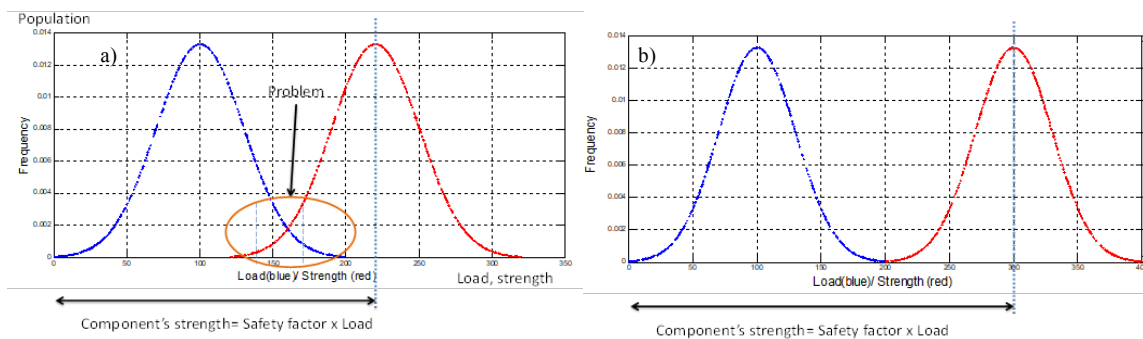 Population
a)
0.014
0.012
0.01
0.008
0.006
0.004
0.002
0
Frequency
Problem
0 50 100 150 200 250 300 350
Load(blue)/ Strength (red)
Load, strength
Component's strength= Safety factor x Load
b)
0.014
0.012
0.01
0.008
0.006
0.004
0.002
0
Frequency
0 50 100 150 200 250 300 350 400
Load(blue)/ Strength (red)
Component's strength= Safety factor x Load